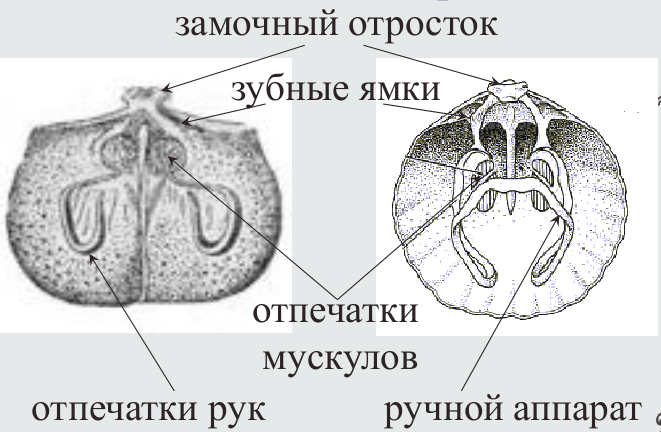 замочный отросток
зубные ямки
отпечатки
мускулов
отпечатки рук
ручной аппарат